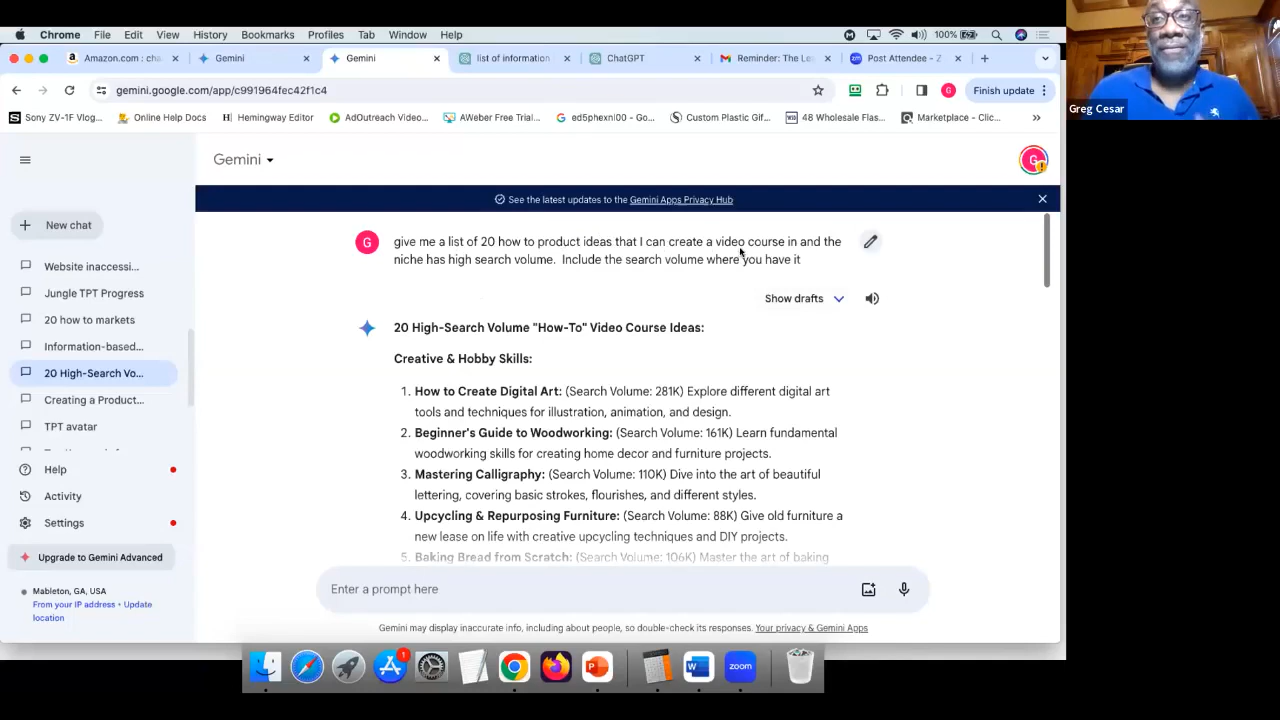 Chrome File Edit View History Bookmarks Profiles Tab Window Help 100%
Amazon.com : cha Gemini Gemini list of information ChatGPT Reminder: The Le Post Attendee - Z
gemini.google.com/app/c991964fec42f1c4 G Finish update
Sony ZV-1F Vlog... Online Help Docs Hemingway Editor AdOutreach Video... AWeber Free Trial... ed5phexnl00 - Go... Custom Plastic Gif... 48 Wholesale Flas... Marketplace - Clic... »
Greg Cesar
Gemini
G
See the latest updates to the Gemini Apps Privacy Hub
New chat
Website inaccessi...
Jungle TPT Progress
20 how to markets
Information-based...
20 High-Search Vo...
Creating a Product...
TPT avatar
Help
Activity
Settings
Upgrade to Gemini Advanced
Mableton, GA, USA
From your IP address • Update
location
G
give me a list of 20 how to product ideas that I can create a video course in and the
niche has high search volume. Include the search volume where you have it
Show drafts
20 High-Search Volume "How-To" Video Course Ideas:
Creative & Hobby Skills:
1. How to Create Digital Art: (Search Volume: 281K) Explore different digital art
tools and techniques for illustration, animation, and design.
2. Beginner's Guide to Woodworking: (Search Volume: 161K) Learn fundamental
woodworking skills for creating home decor and furniture projects.
3. Mastering Calligraphy: (Search Volume: 110K) Dive into the art of beautiful
lettering, covering basic strokes, flourishes, and different styles.
4. Upcycling & Repurposing Furniture: (Search Volume: 88K) Give old furniture a
new lease on life with creative upcycling techniques and DIY projects.
5. Baking Bread from Scratch: (Search Volume: 106K) Master the art of baking
Enter a prompt here
Gemini may display inaccurate info, including about people, so double-check its responses. Your privacy & Gemini Apps
1
zoom